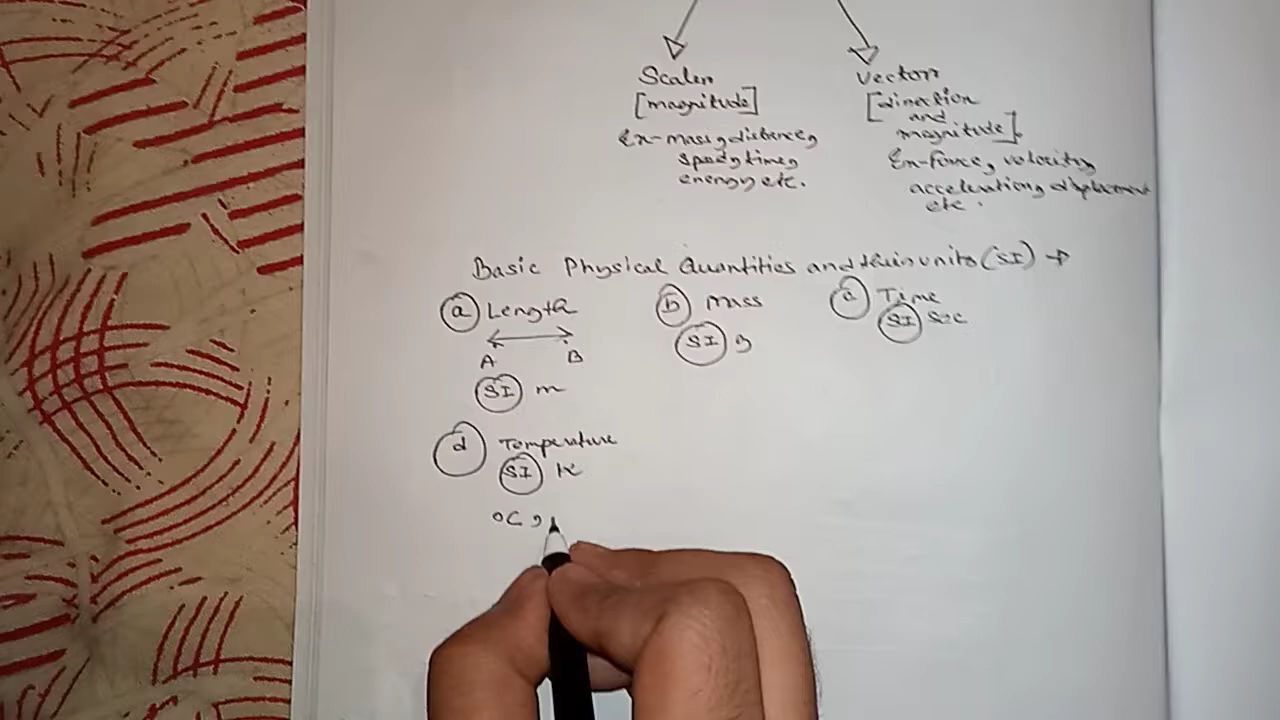 Scaler
[magnitude]
Ex-mass, distance,
speed, time,
energy etc.
Vector
[direction
and
magnitude].
Ex-Force, velocity,
acceleration, displacement
etc.
Basic Physical Quantities and their units (SI) →
(a) Length
A B
(SI) m
(b) Mass
(SI) g
(c) Time
(SI) sec
(d) Temperature
(SI) K
°C,